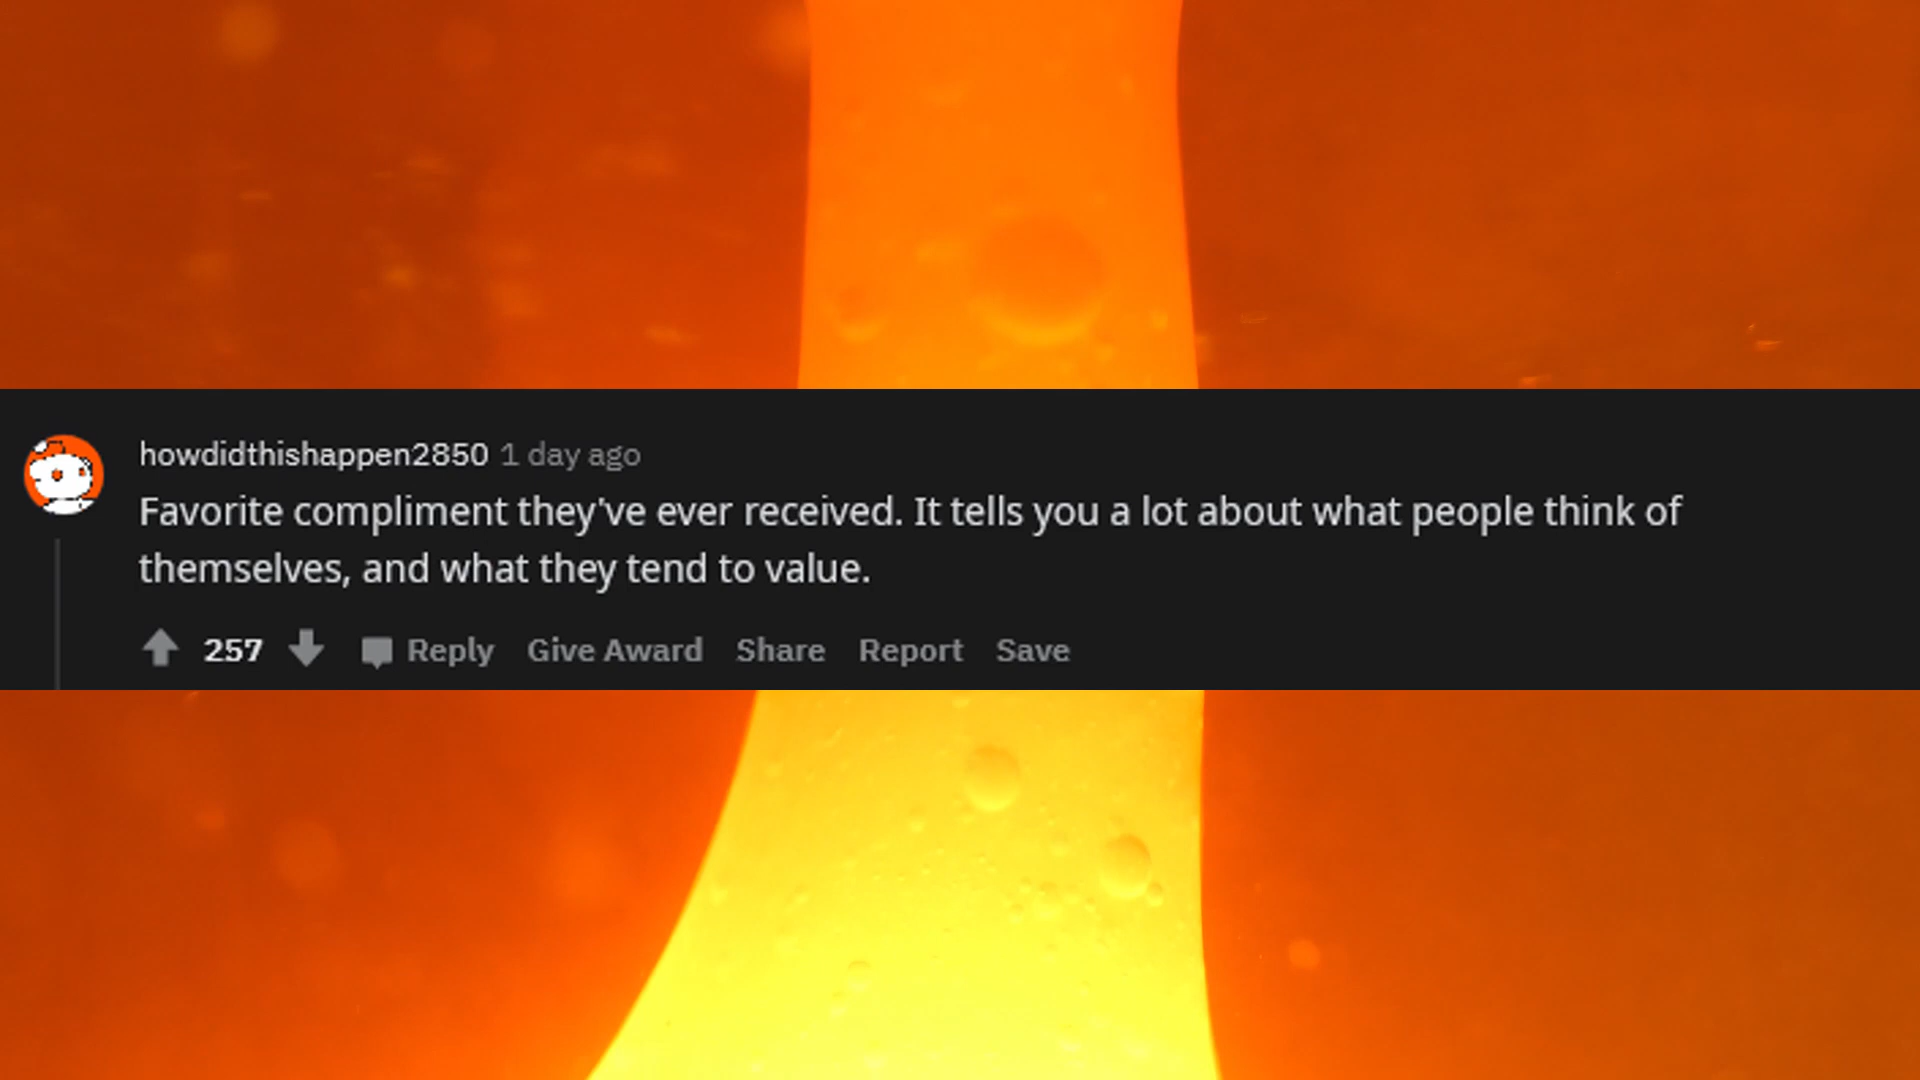 howdidthishappen2850 1 day ago
Favorite compliment they've ever received. It tells you a lot about what people think of
themselves, and what they tend to value.
257 Reply Give Award Share Report Save